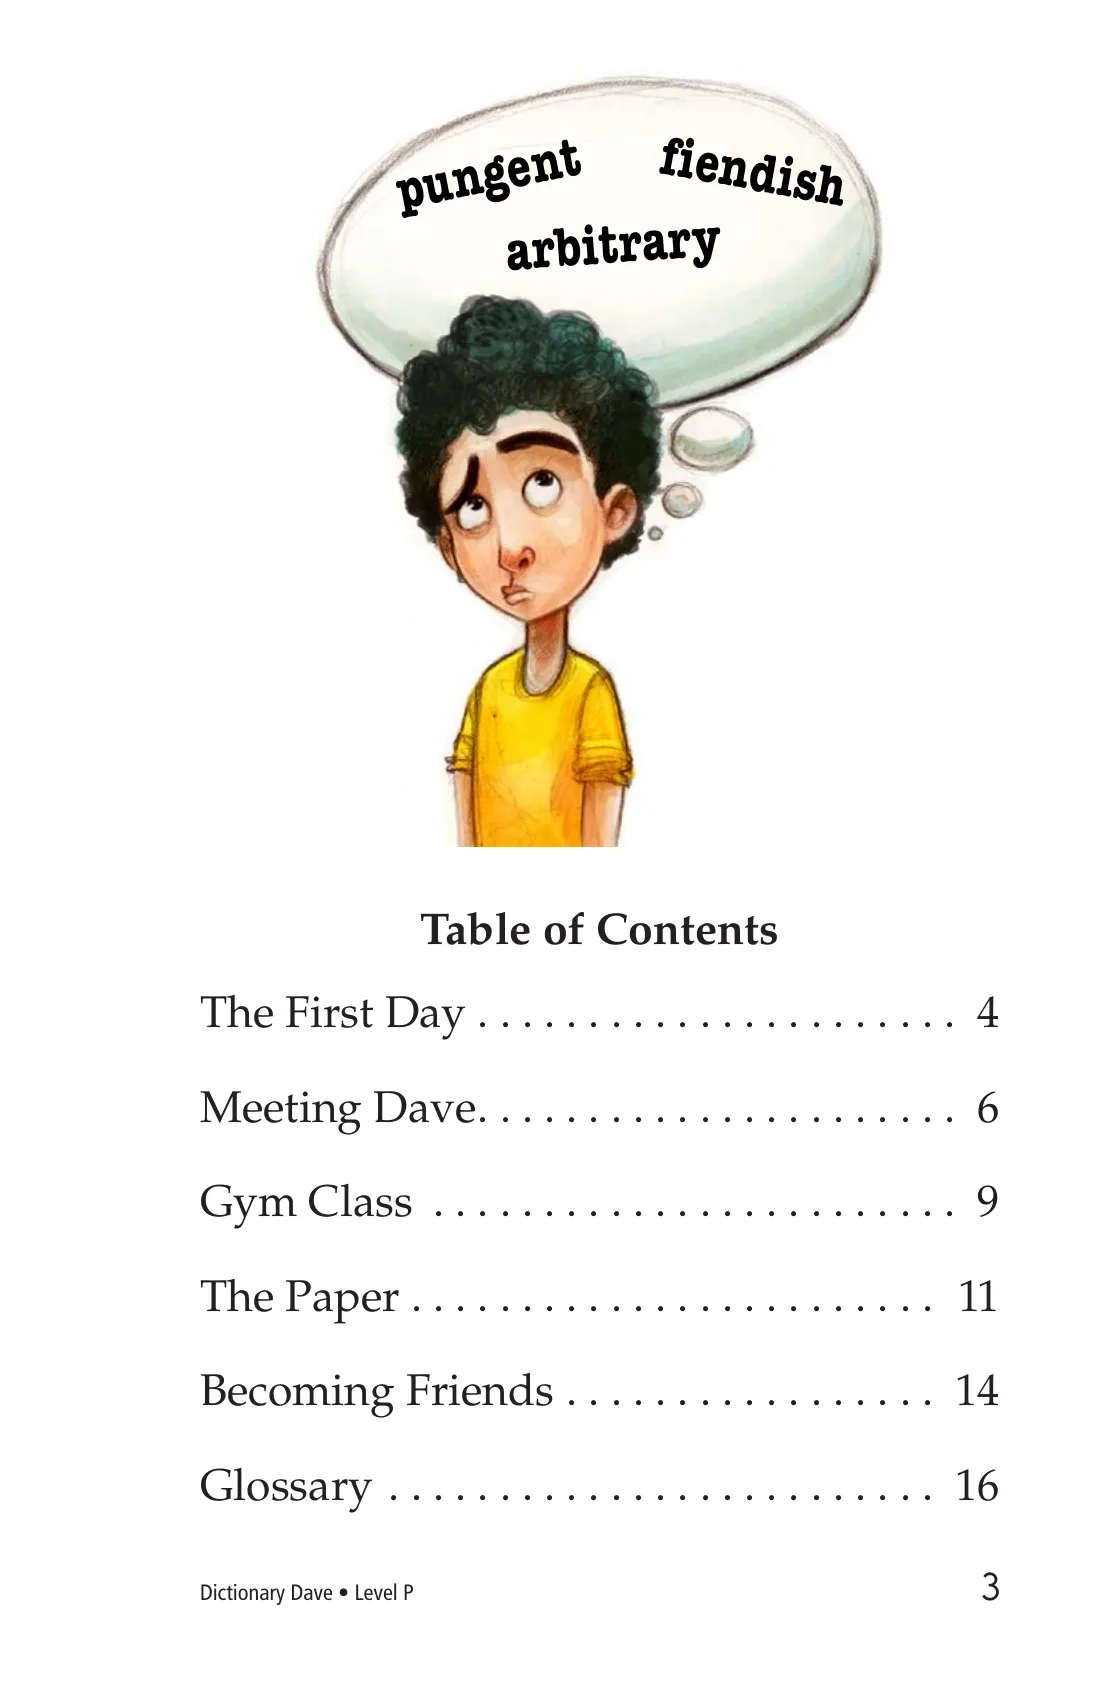 pungent fiendish
arbitrary
Table of Contents
The First Day . . . . . . . . . . . . . . . . . . . . . . 4
Meeting Dave. . . . . . . . . . . . . . . . . . . . . . 6
Gym Class . . . . . . . . . . . . . . . . . . . . . . . . 9
The Paper . . . . . . . . . . . . . . . . . . . . . . . . 11
Becoming Friends . . . . . . . . . . . . . . . . . 14
Glossary . . . . . . . . . . . . . . . . . . . . . . . . . 16
Dictionary Dave • Level P 3